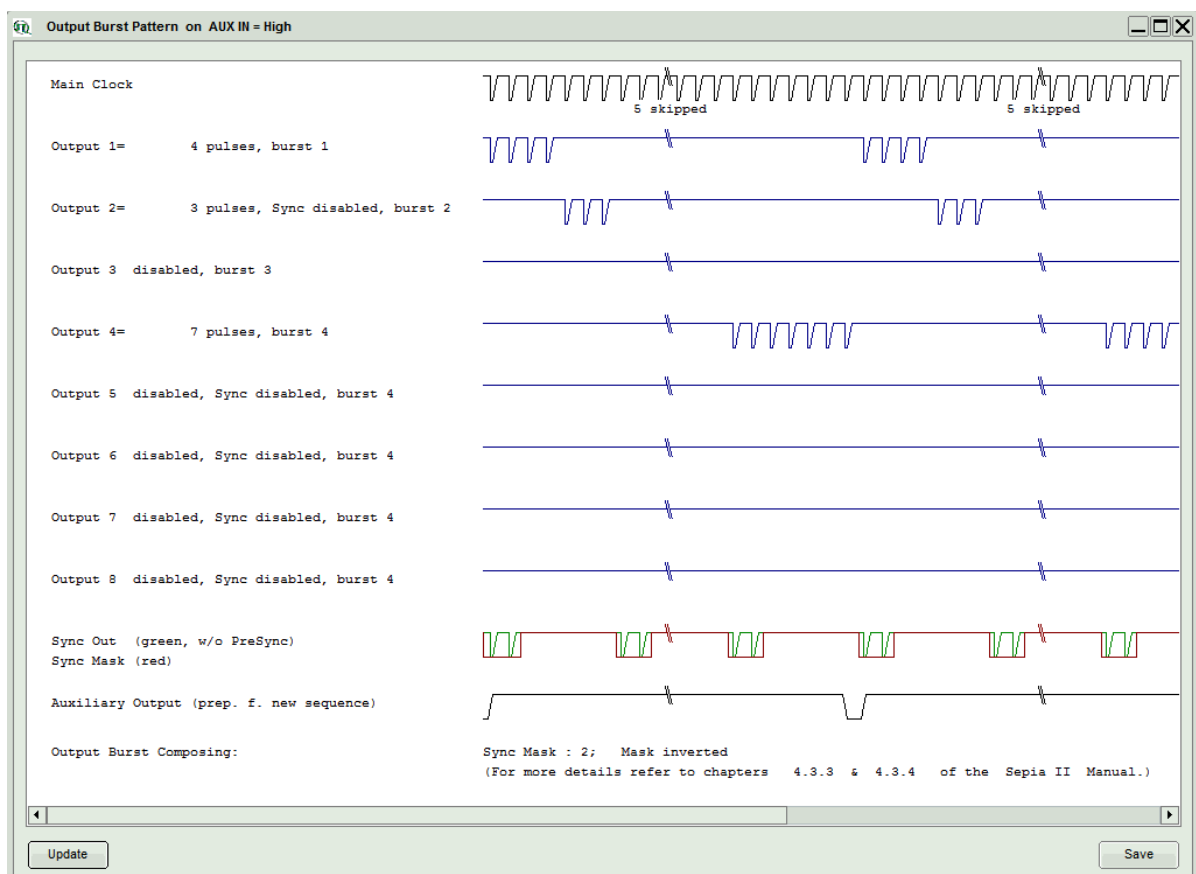 Output Burst Pattern on AUX IN = High
Main Clock
5 skipped 5 skipped
Output 1= 4 pulses, burst 1
Output 2= 3 pulses, Sync disabled, burst 2
Output 3 disabled, burst 3
Output 4= 7 pulses, burst 4
Output 5 disabled, Sync disabled, burst 4
Output 6 disabled, Sync disabled, burst 4
Output 7 disabled, Sync disabled, burst 4
Output 8 disabled, Sync disabled, burst 4
Sync Out (green, w/o PreSync)
Sync Mask (red)
Auxiliary Output (prep. f. new sequence)
Output Burst Composing: Sync Mask : 2; Mask inverted
(For more details refer to chapters 4.3.3 & 4.3.4 of the Sepia II Manual.)
Update Save